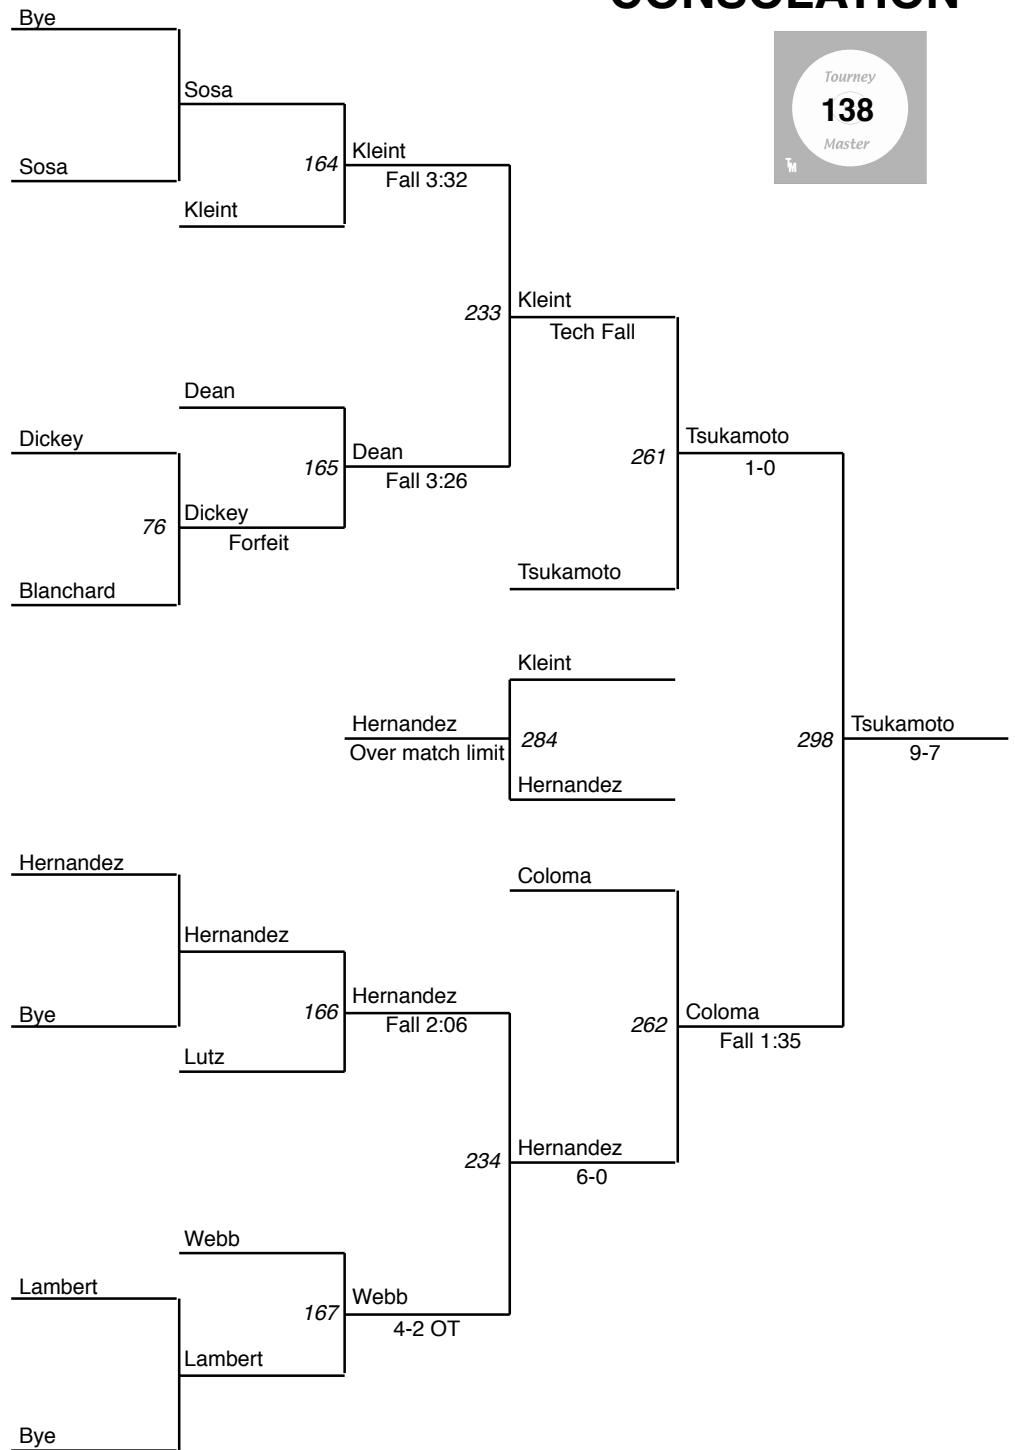 CONSOLATION
Bye
Tourney
138
Master
TM
Sosa
Kleint
164
Fall 3:32
Sosa
Kleint
Kleint
233
Tech Fall
Dean
Dickey
Tsukamoto
Dean
261
165
1-0
Fall 3:26
Dickey
76
Forfeit
Tsukamoto
Blanchard
Kleint
Hernandez
Tsukamoto
284
298
Over match limit
9-7
Hernandez
Hernandez
Coloma
Hernandez
Hernandez
Bye
166
262
Coloma
Fall 2:06
Fall 1:35
Lutz
Hernandez
234
6-0
Webb
Lambert
Webb
167
4-2 OT
Lambert
Bye